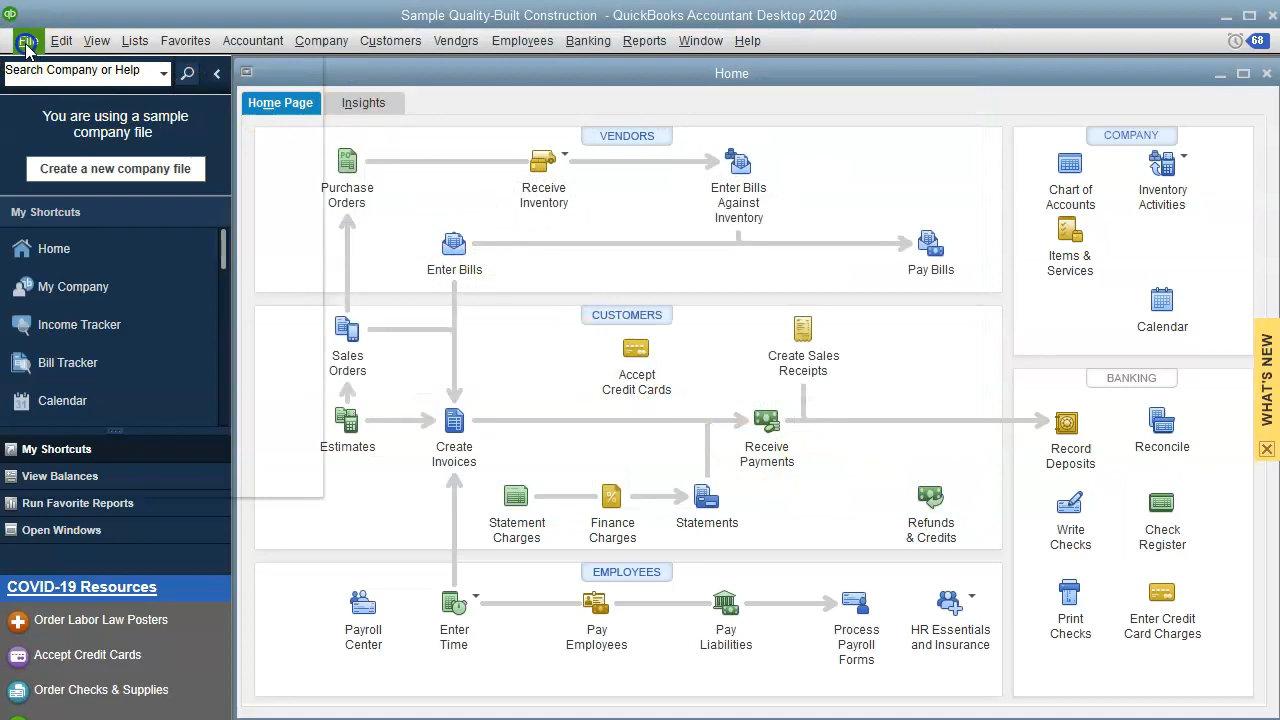 Sample Quality-Built Construction - QuickBooks Accountant Desktop 2020
File Edit View Lists Favorites Accountant Company Customers Vendors Employees Banking Reports Window Help
68
Search Company or Help
Home
You are using a sample
company file
Create a new company file
My Shortcuts
Home
My Company
Income Tracker
Bill Tracker
31
Calendar
My Shortcuts
View Balances
Run Favorite Reports
Open Windows
COVID-19 Resources
Order Labor Law Posters
Accept Credit Cards
Order Checks & Supplies
Home Page
Insights
VENDORS
Purchase
Orders
Receive
Inventory
Enter Bills
Against
Inventory
Enter Bills
Pay Bills
CUSTOMERS
Sales
Orders
Accept
Credit Cards
Create Sales
Receipts
Estimates
Create
Invoices
Receive
Payments
Statement
Charges
Finance
Charges
Statements
Refunds
& Credits
EMPLOYEES
Payroll
Center
Enter
Time
Pay
Employees
Pay
Liabilities
Process
Payroll
Forms
HR Essentials
and Insurance
COMPANY
Chart of
Accounts
Inventory
Activities
Items &
Services
Calendar
BANKING
Record
Deposits
Reconcile
Write
Checks
Check
Register
Print
Checks
Enter Credit
Card Charges
WHAT'S NEW